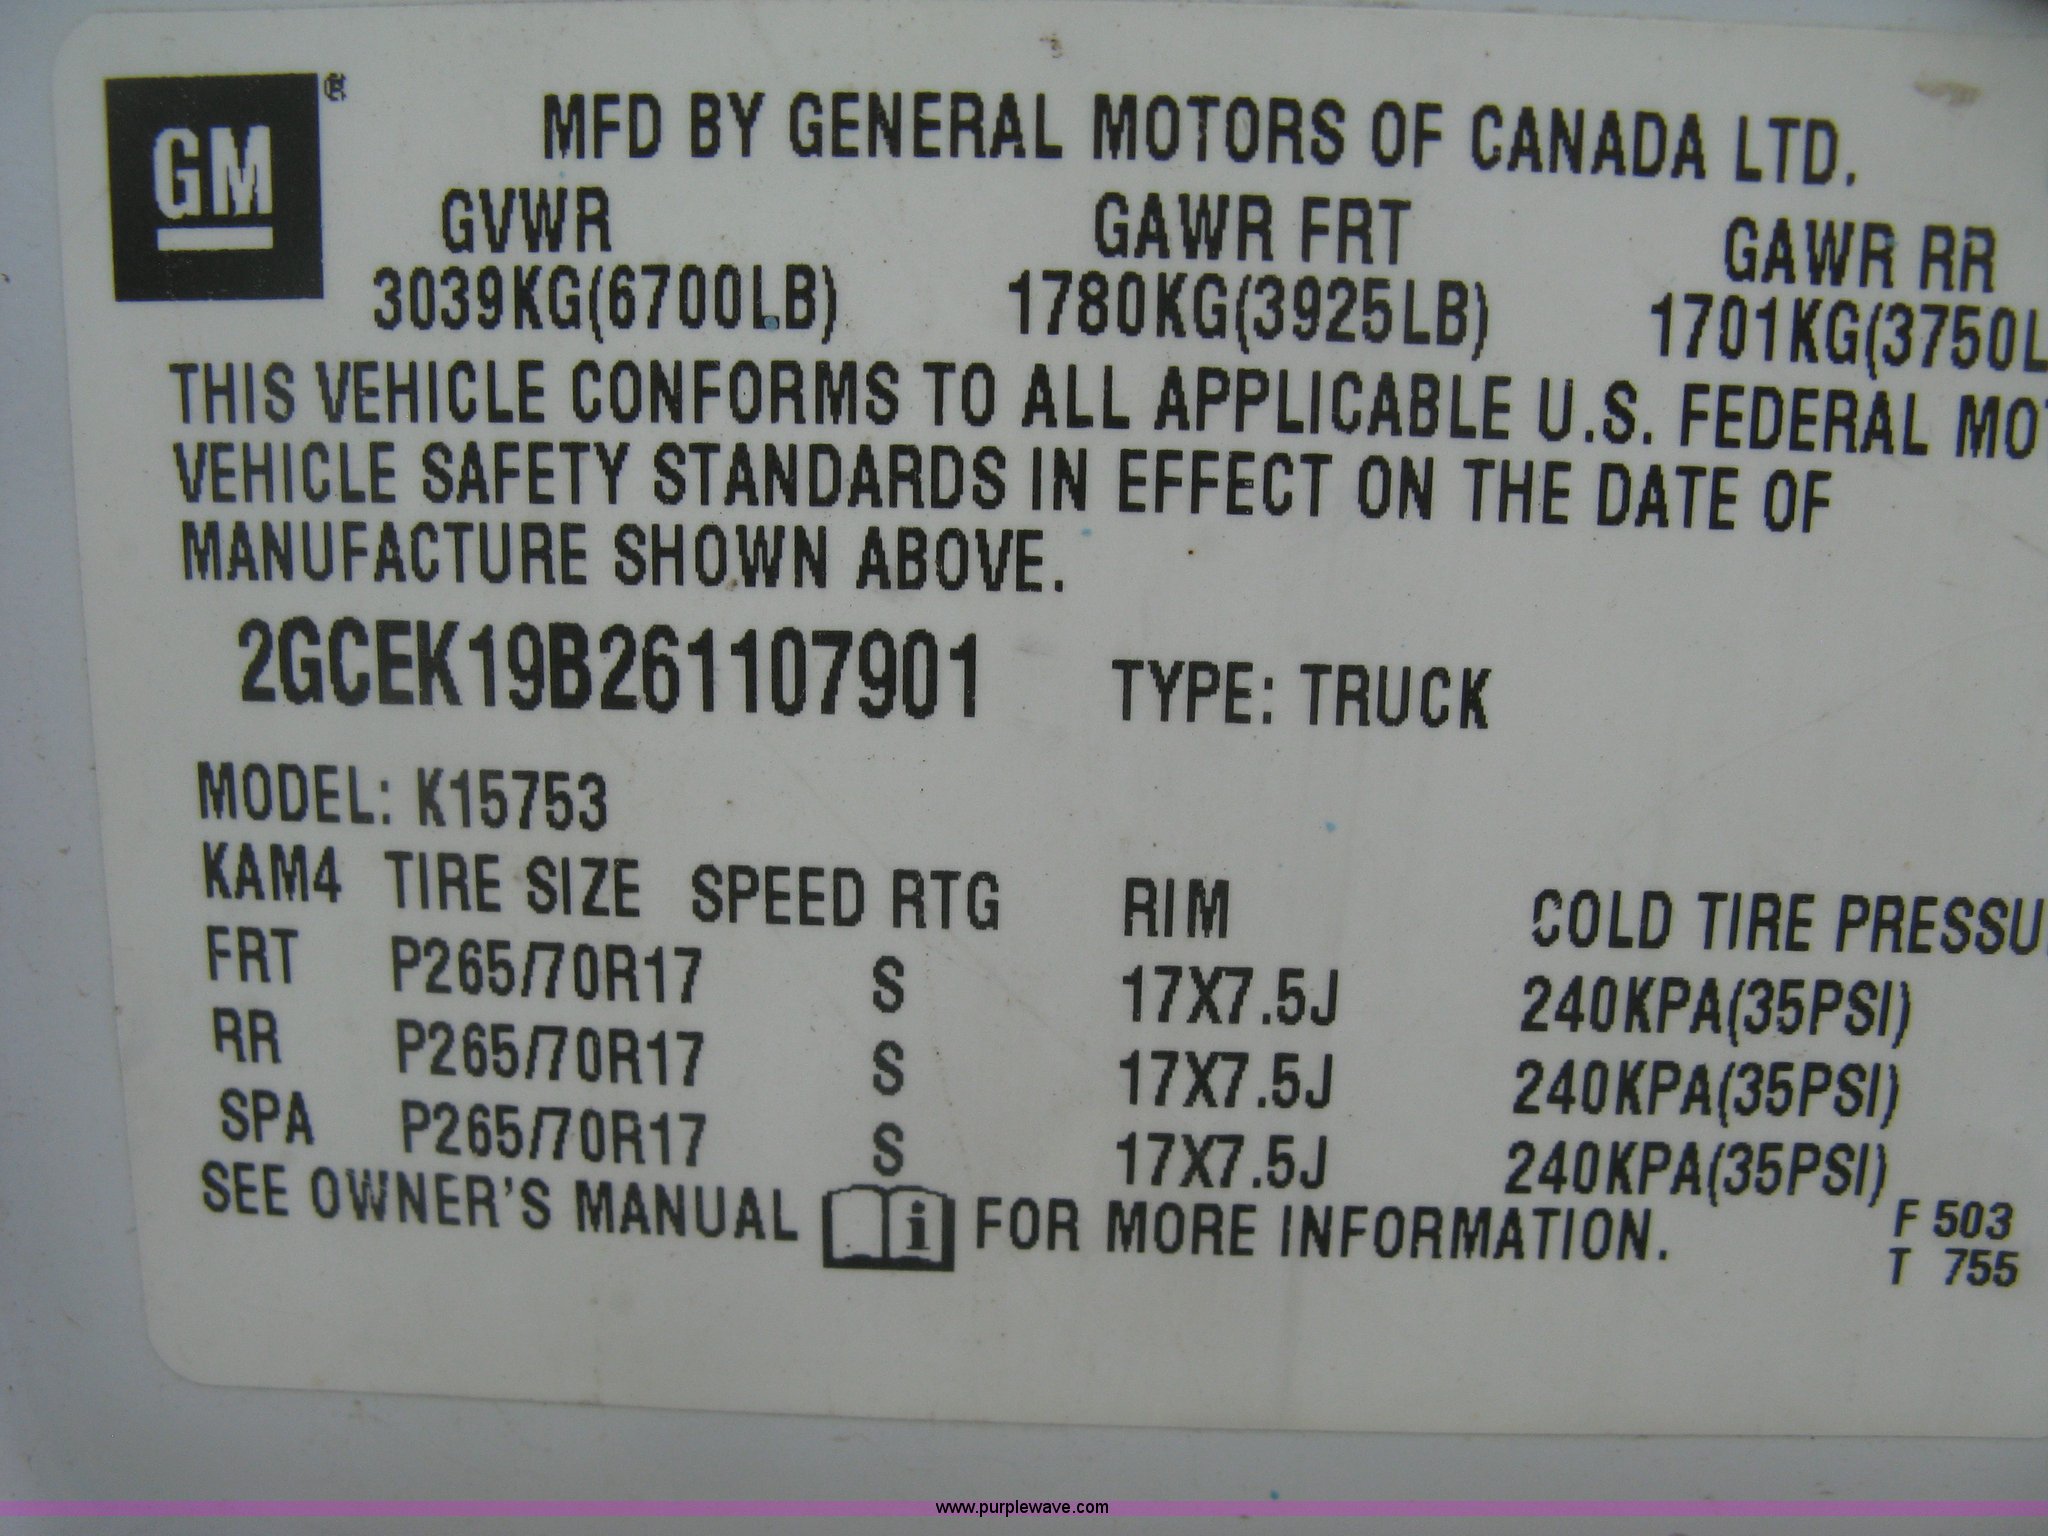 GM ®
MFD BY GENERAL MOTORS OF CANADA LTD.
GVWR GAWR FRT GAWR RR
3039KG(6700LB) 1780KG(3925LB) 1701KG(3750L
THIS VEHICLE CONFORMS TO ALL APPLICABLE U.S. FEDERAL MOT
VEHICLE SAFETY STANDARDS IN EFFECT ON THE DATE OF
MANUFACTURE SHOWN ABOVE.
2GCEK19B261107901 TYPE: TRUCK
MODEL: K15753
KAM4 TIRE SIZE SPEED RTG RIM COLD TIRE PRESSU
FRT P265/70R17 S 17X7.5J 240KPA(35PSI)
RR P265/70R17 S 17X7.5J 240KPA(35PSI)
SPA P265/70R17 S 17X7.5J 240KPA(35PSI)
SEE OWNER'S MANUAL i FOR MORE INFORMATION.
F 503
T 755
www.purplewave.com